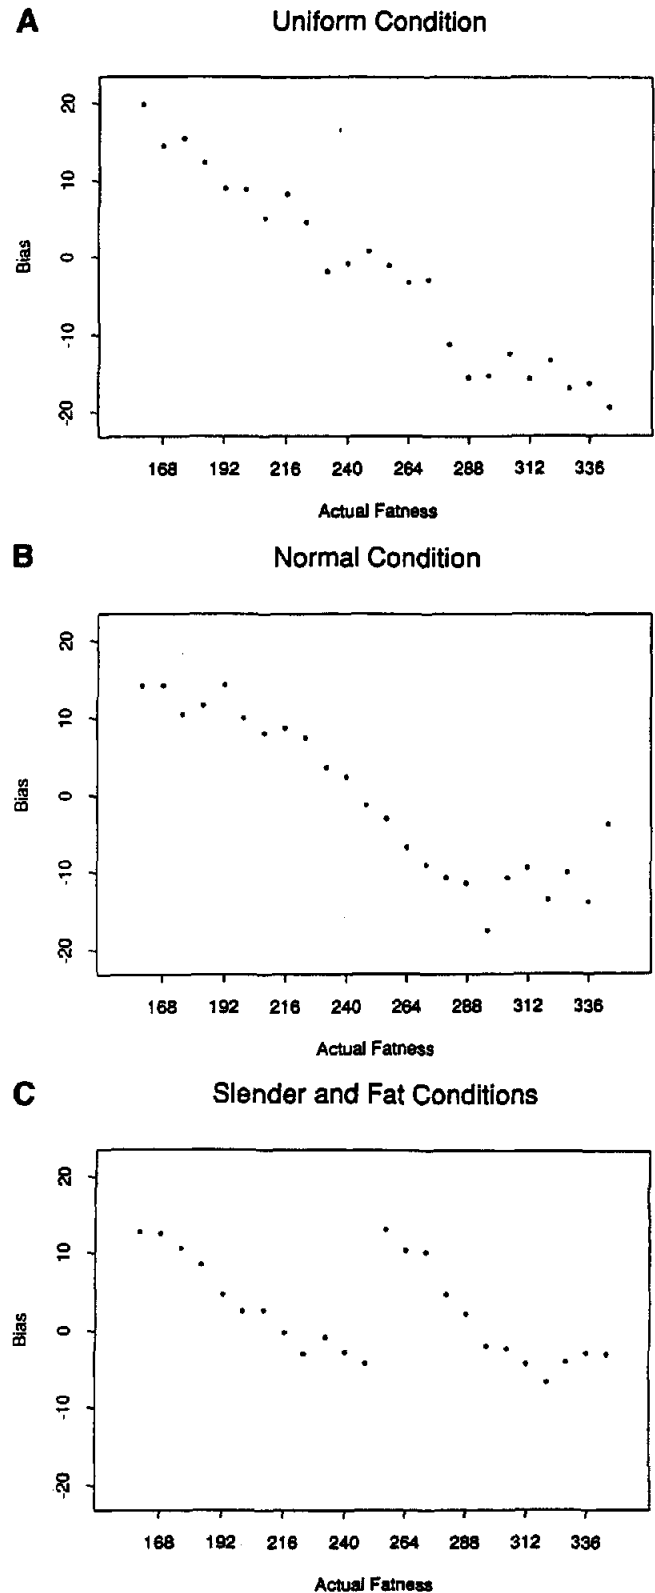 A
Uniform Condition
20
10
0
-10
-20
Bias
168 192 216 240 264 288 312 336
Actual Fatness
B
Normal Condition
20
10
0
-10
-20
Bias
168 192 216 240 264 288 312 336
Actual Fatness
C
Slender and Fat Conditions
20
10
0
-10
-20
Bias
168 192 216 240 264 288 312 336
Actual Fatness